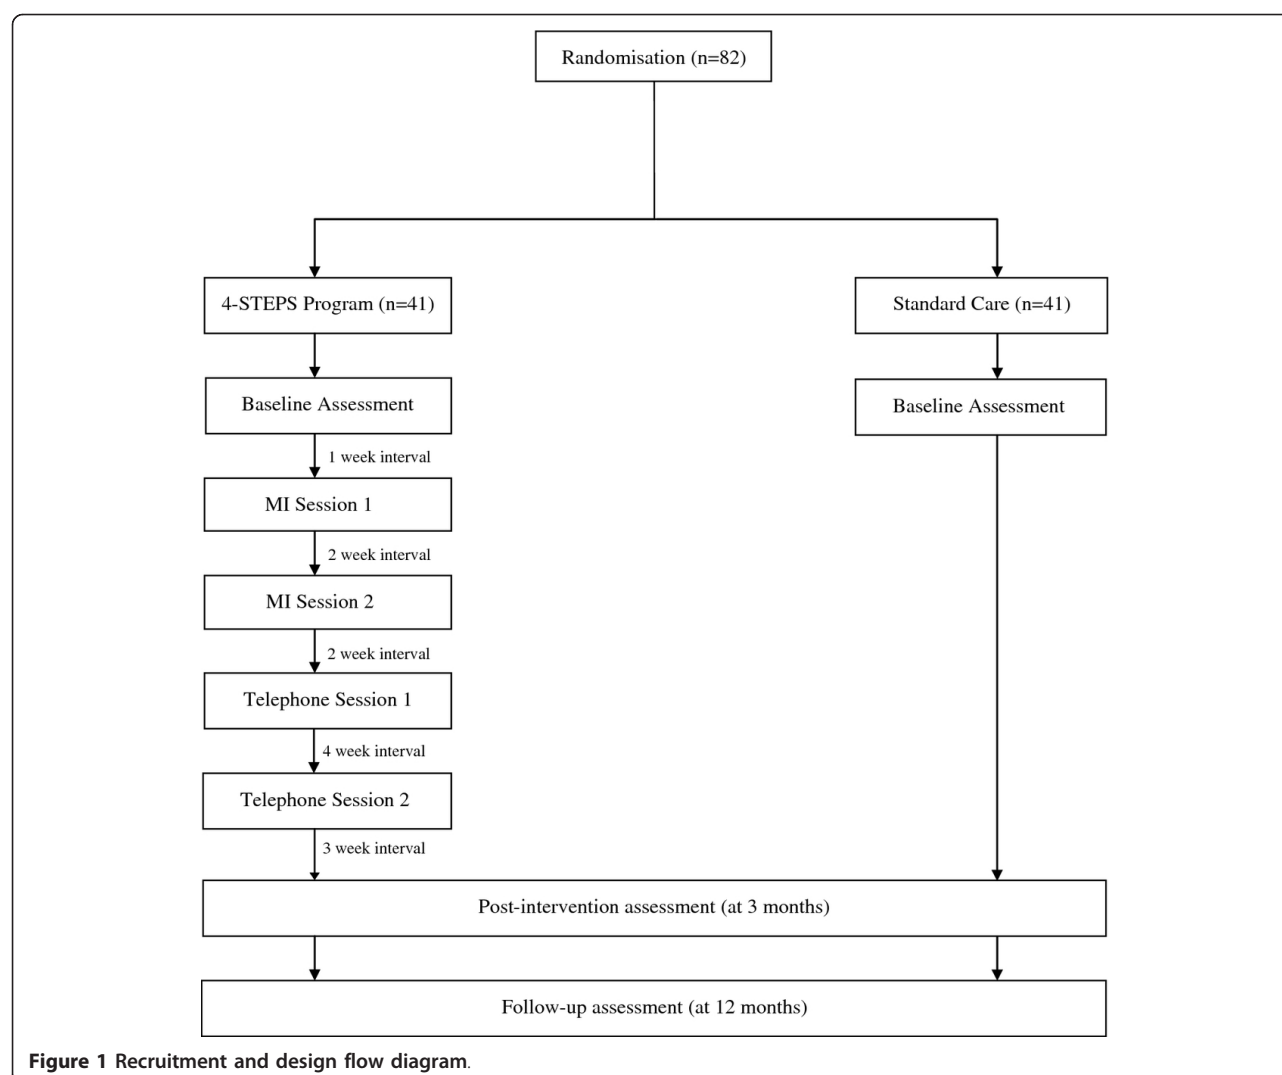 Randomisation (n=82)
4-STEPS Program (n=41)
Standard Care (n=41)
Baseline Assessment
Baseline Assessment
1 week interval
MI Session 1
2 week interval
MI Session 2
2 week interval
Telephone Session 1
4 week interval
Telephone Session 2
3 week interval
Post-intervention assessment (at 3 months)
Follow-up assessment (at 12 months)
Figure 1 Recruitment and design flow diagram.